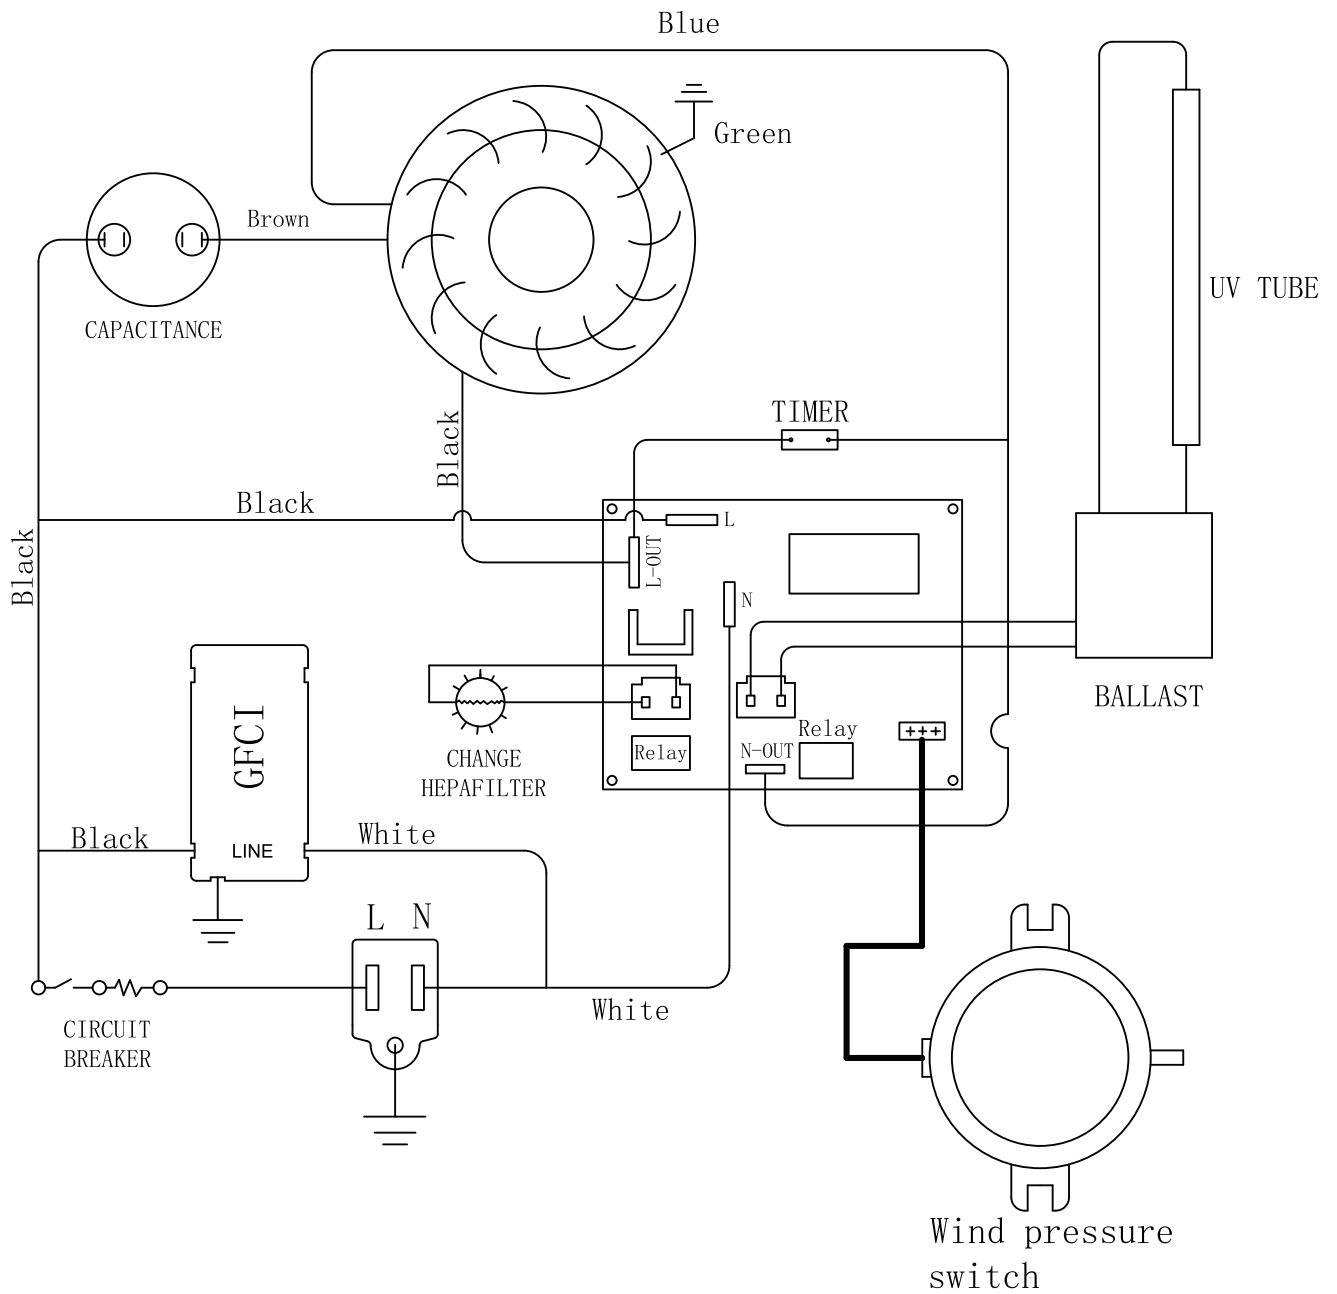 Blue
Green
Brown
UV TUBE
CAPACITANCE
TIMER
Black
Black
L
Black
L-OUT
N
BALLAST
GFCI
Relay
N-OUT
Relay
CHANGE
HEPAFILTER
Black
White
LINE
L N
White
CIRCUIT
BREAKER
Wind pressure
switch